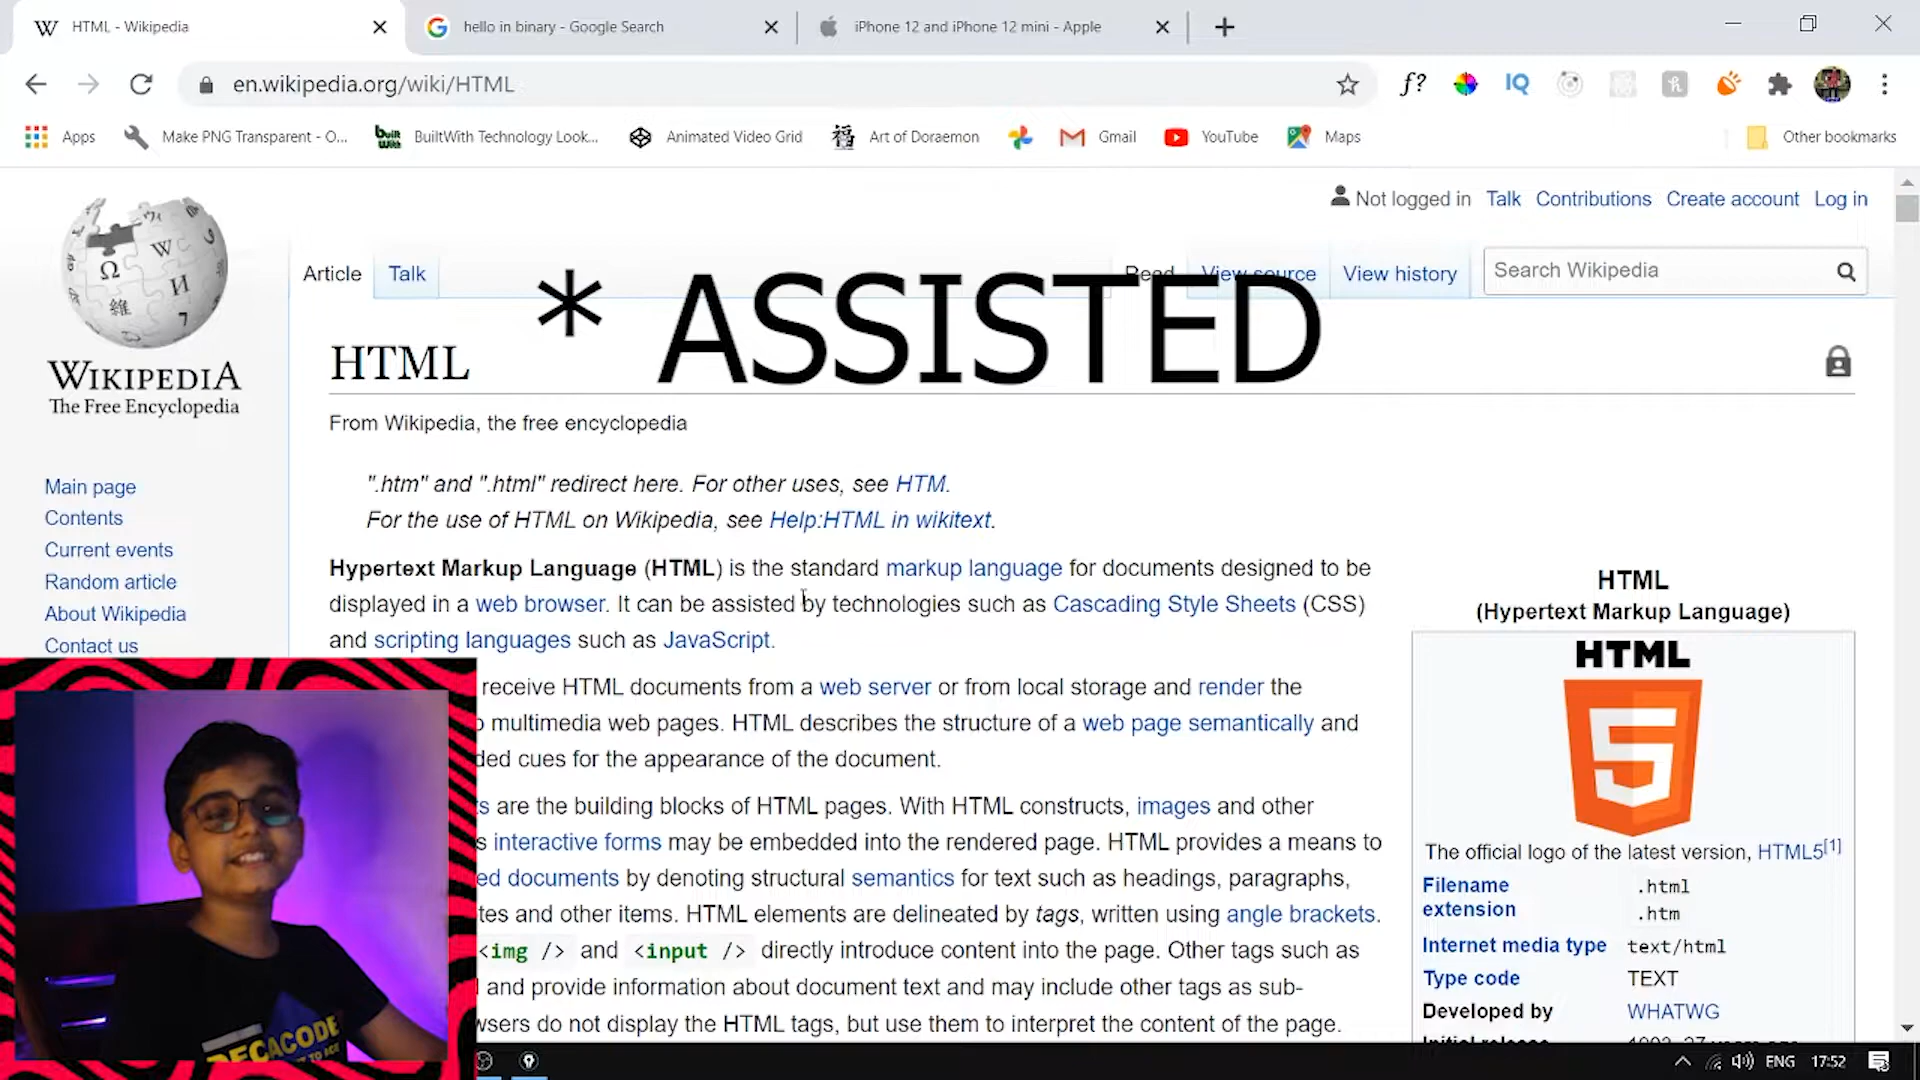 HTML - Wikipedia
hello in binary - Google Search
iPhone 12 and iPhone 12 mini - Apple
en.wikipedia.org/wiki/HTML
f?
IQ
Apps
Make PNG Transparent - O...
built With
BuiltWith Technology Look...
Animated Video Grid
Art of Doraemon
Gmail
YouTube
Maps
Other bookmarks
Not logged in Talk Contributions Create account Log in
Article Talk Read View source View history Search Wikipedia
* ASSISTED
WIKIPEDIA
The Free Encyclopedia
Main page
Contents
Current events
Random article
About Wikipedia
Contact us
HTML
From Wikipedia, the free encyclopedia
".htm" and ".html" redirect here. For other uses, see HTM.
For the use of HTML on Wikipedia, see Help:HTML in wikitext.
Hypertext Markup Language (HTML) is the standard markup language for documents designed to be
displayed in a web browser. It can be assisted by technologies such as Cascading Style Sheets (CSS)
and scripting languages such as JavaScript.
receive HTML documents from a web server or from local storage and render the
multimedia web pages. HTML describes the structure of a web page semantically and
ded cues for the appearance of the document.
s are the building blocks of HTML pages. With HTML constructs, images and other
s interactive forms may be embedded into the rendered page. HTML provides a means to
ed documents by denoting structural semantics for text such as headings, paragraphs,
tes and other items. HTML elements are delineated by tags, written using angle brackets.
<img /> and <input /> directly introduce content into the page. Other tags such as
and provide information about document text and may include other tags as sub-
wsers do not display the HTML tags, but use them to interpret the content of the page.
HTML
(Hypertext Markup Language)
HTML
5
The official logo of the latest version, HTML5[1]
Filename extension .html
.htm
Internet media type text/html
Type code TEXT
Developed by WHATWG
DECACODE
ENG 17:52